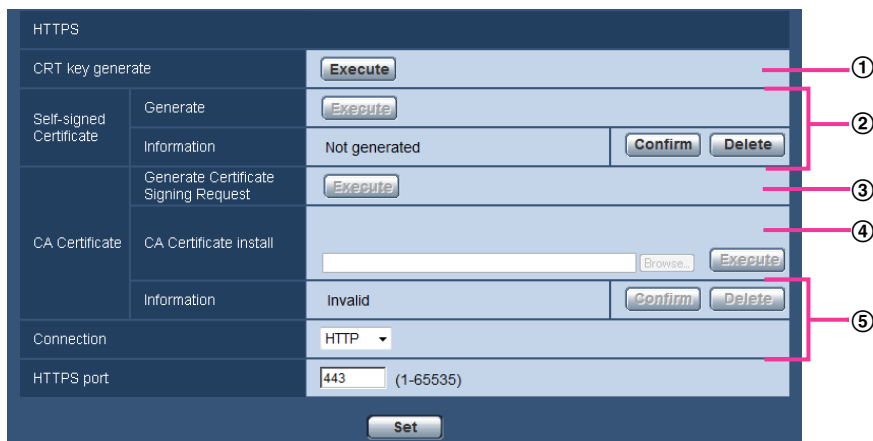 HTTPS
CRT key generate
Execute
①
Self-signed
Certificate
Generate
Execute
②
Information
Not generated
Confirm
Delete
CA Certificate
Generate Certificate
Signing Request
Execute
③
CA Certificate install
Browse...
Execute
④
Information
Invalid
Confirm
Delete
⑤
Connection
HTTP
HTTPS port
443
(1-65535)
Set